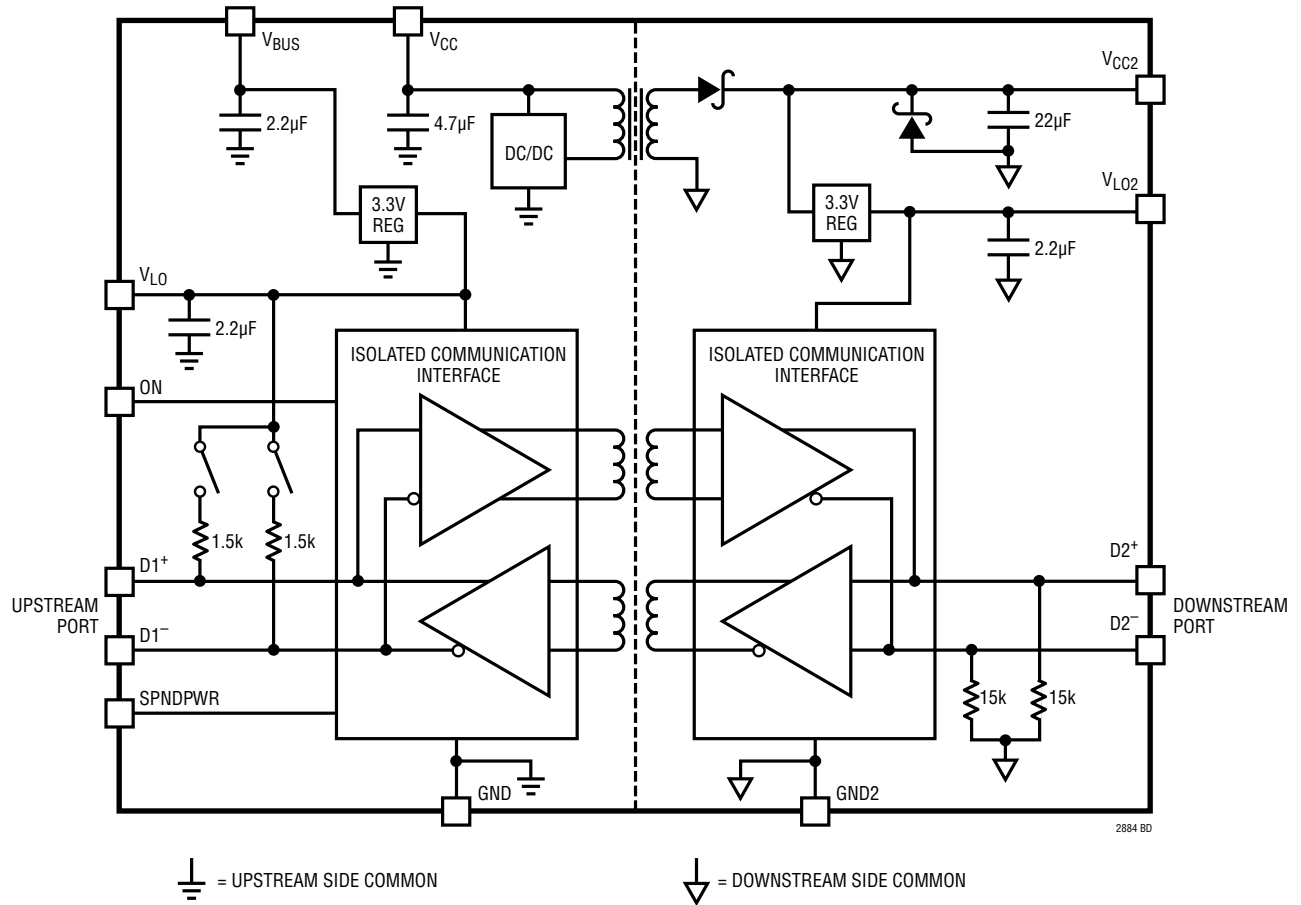 VBUS
VCC
VCC2
2.2µF
4.7µF
DC/DC
22µF
3.3V
REG
3.3V
REG
VLO2
2.2µF
VLO
2.2µF
ISOLATED COMMUNICATION
INTERFACE
ISOLATED COMMUNICATION
INTERFACE
ON
1.5k
1.5k
D1+
D2+
UPSTREAM
PORT
DOWNSTREAM
PORT
D1−
D2−
15k
15k
SPNDPWR
GND
GND2
2884 BD
= UPSTREAM SIDE COMMON
= DOWNSTREAM SIDE COMMON